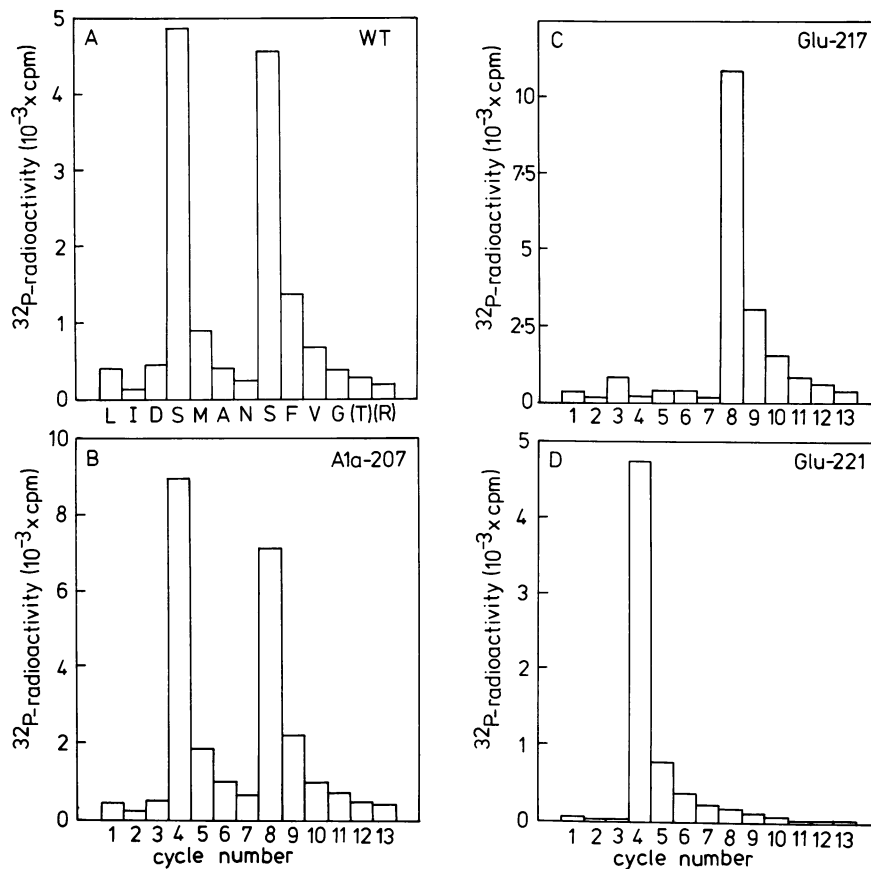 A
WT
5
4
3
2
1
0
³²P-radioactivity (10⁻³x cpm)
L I D S M A N S F V G (T)(R)
B
Ala-207
10
8
6
4
2
0
³²P-radioactivity (10⁻³x cpm)
1 2 3 4 5 6 7 8 9 10 11 12 13
cycle number
C
Glu-217
10
7·5
5
2·5
0
³²P-radioactivity (10⁻³x cpm)
1 2 3 4 5 6 7 8 9 10 11 12 13
D
Glu-221
5
4
3
2
1
0
³²P-radioactivity (10⁻³x cpm)
1 2 3 4 5 6 7 8 9 10 11 12 13
cycle number